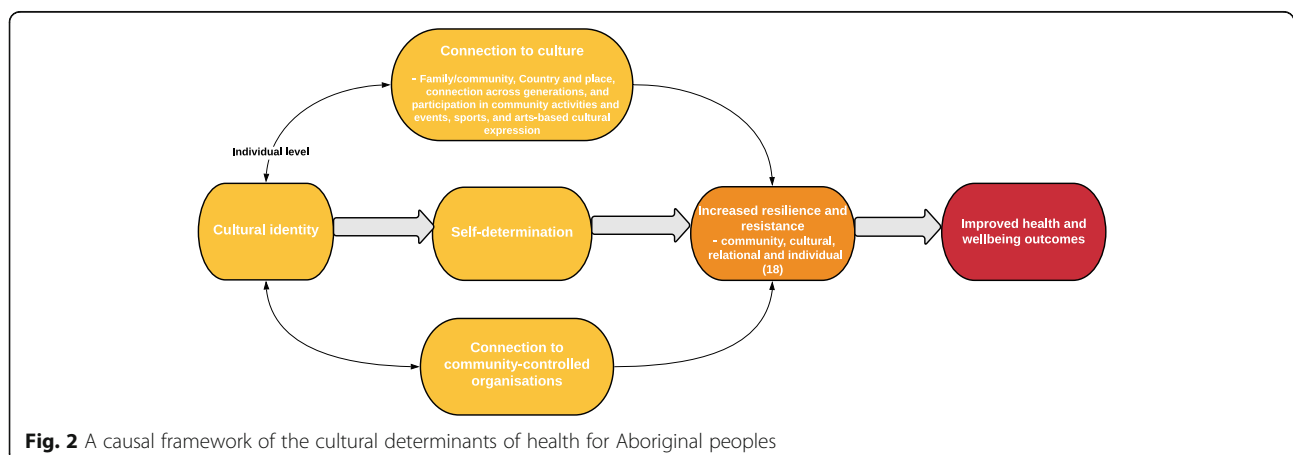 Connection to culture
- Family/community, Country and place,
connection across generations, and
participation in community activities and
events, sports, and arts-based cultural
expression
Individual level
Cultural identity
Self-determination
Increased resilience and
resistance
- community, cultural,
relational and individual
(18)
Improved health and
wellbeing outcomes
Connection to
community-controlled
organisations
Fig. 2 A causal framework of the cultural determinants of health for Aboriginal peoples